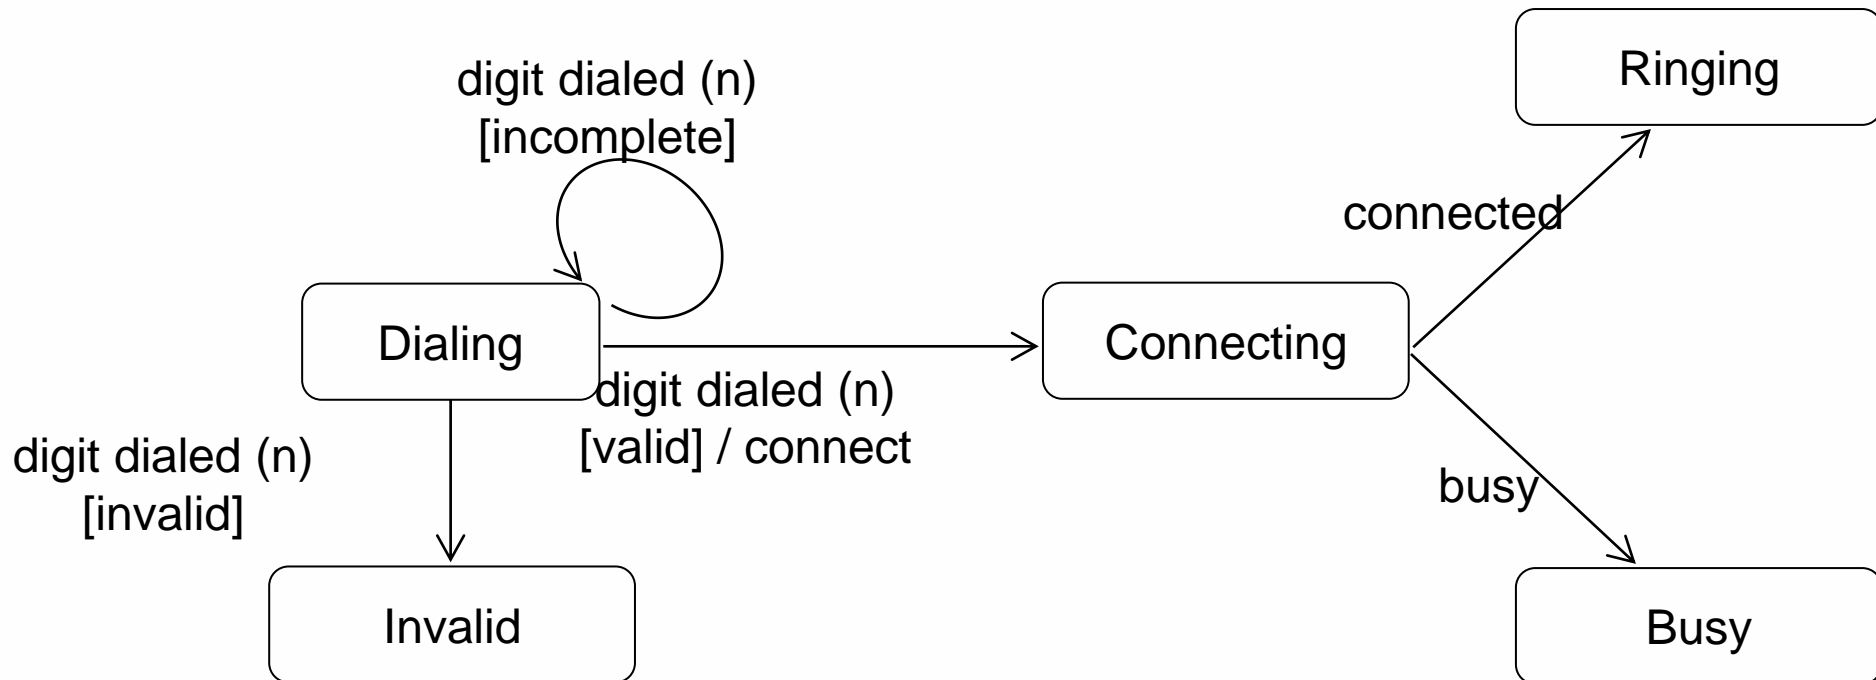 Ringing
digit dialed (n)
[incomplete]
connected
Dialing
Connecting
digit dialed (n)
[valid] / connect
digit dialed (n)
[invalid]
busy
Invalid
Busy